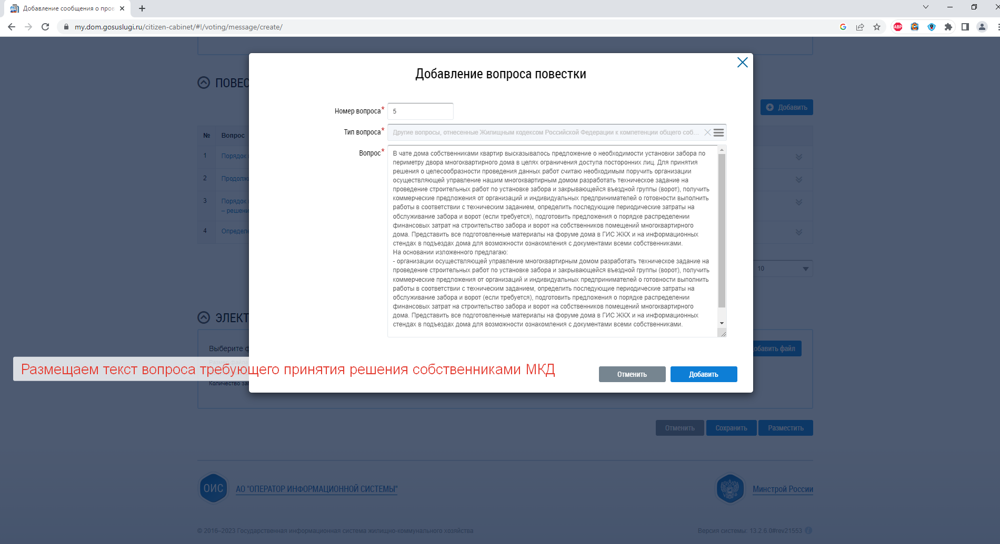 Добавление сообщения о пров
my.dom.gosuslugi.ru/citizen-cabinet/#!/voting/message/create/
ABP
Добавление вопроса повестки
ПОВЕС
Номер вопроса* 5
Добавить
Тип вопроса* Другие вопросы, отнесенные Жилищным кодексом Российской Федерации к компетенции общего соб...
№ Вопрос
Вопрос*
В чате дома собственниками квартир высказывалось предложение о необходимости установки забора по
периметру двора многоквартирного дома в целях ограничения доступа посторонних лиц. Для принятия
решения о целесообразности проведения данных работ считаю необходимым поручить организации
осуществляющей управление нашим многоквартирным домом разработать техническое задание на
проведение строительных работ по установке забора и закрывающейся въездной группы (ворот), получить
коммерческие предложения от организаций и индивидуальных предпринимателей о готовности выполнить
работы в соответствии с техническим заданием, определить последующие периодические затраты на
обслуживание забора и ворот (если требуется), подготовить предложения о порядке распределении
финансовых затрат на строительство забора и ворот на собственников помещений многоквартирного
дома. Представить все подготовленные материалы на форуме дома в ГИС ЖКХ и на информационных
стендах в подъездах дома для возможности ознакомления с документами всеми собственниками.
На основании изложенного предлагаю:
- организации осуществляющей управление многоквартирным домом разработать техническое задание на
проведение строительных работ по установке забора и закрывающейся въездной группы (ворот), получить
коммерческие предложения от организаций и индивидуальных предпринимателей о готовности выполнить
работы в соответствии с техническим заданием, определить последующие периодические затраты на
обслуживание забора и ворот (если требуется), подготовить предложения о порядке распределении
финансовых затрат на строительство забора и ворот на собственников помещений многоквартирного
дома. Представить все подготовленные материалы на форуме дома в ГИС ЖКХ и на информационных
стендах в подъездах дома для возможности ознакомления с документами всеми собственниками.
1 Порядок
2 Продолж
3 Порядок
– решени
4 Определе
10
ЭЛЕКТ
Выберите ф
обавить файл
Размещаем текст вопроса требующего принятия решения собственниками МКД
Количество за
Отменить Добавить
Отменить Сохранить Разместить
ОИС АО "ОПЕРАТОР ИНФОРМАЦИОННОЙ СИСТЕМЫ"
Минстрой России
© 2016–2023 Государственная информационная система жилищно-коммунального хозяйства
Версия системы: 13.2.6.0#rev21553